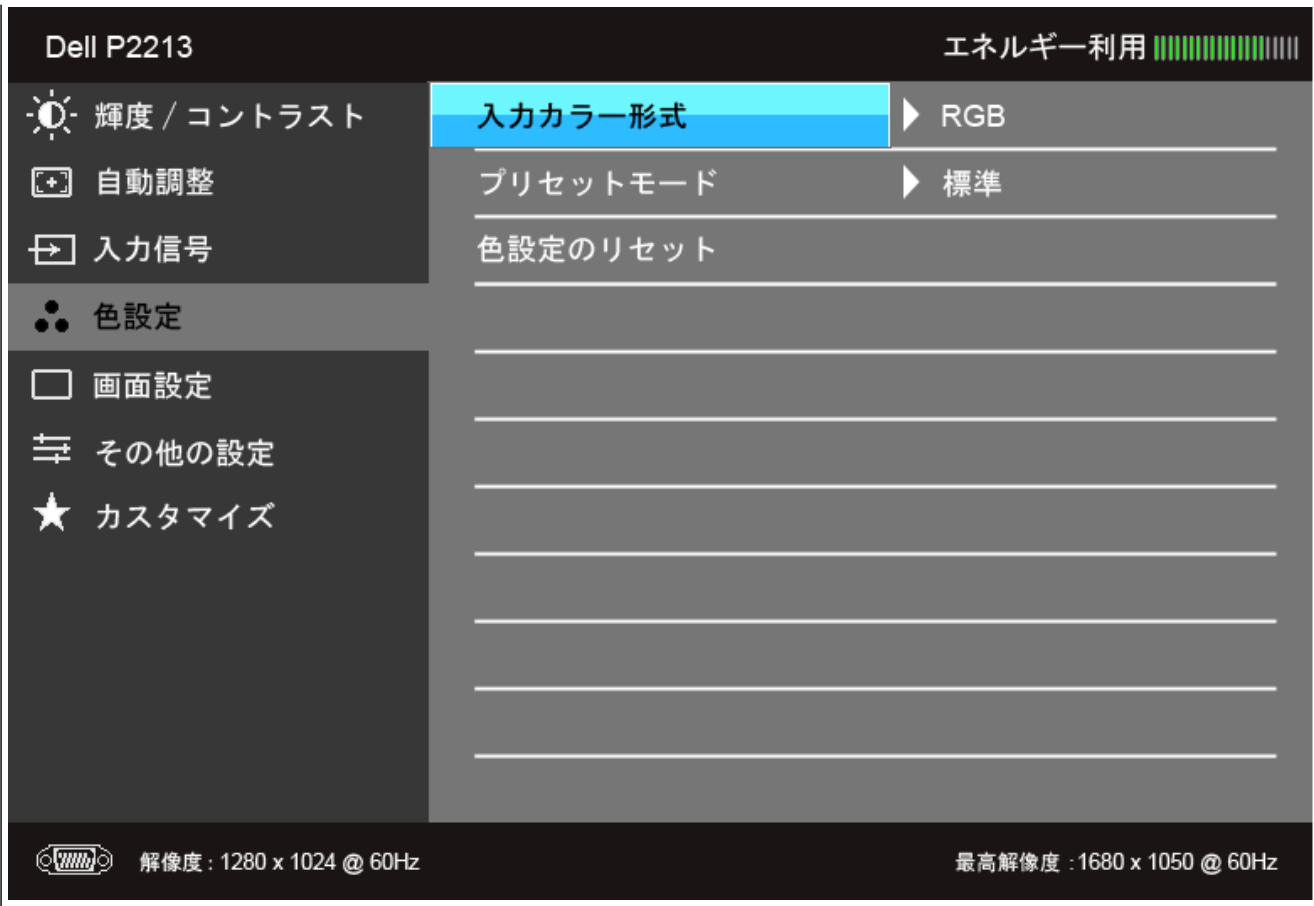 Dell P2213 エネルギー利用
輝度 / コントラスト 入力カラー形式 RGB
自動調整 プリセットモード 標準
入力信号 色設定のリセット
色設定
画面設定
その他の設定
カスタマイズ
解像度 : 1280 x 1024 @ 60Hz 最高解像度 : 1680 x 1050 @ 60Hz